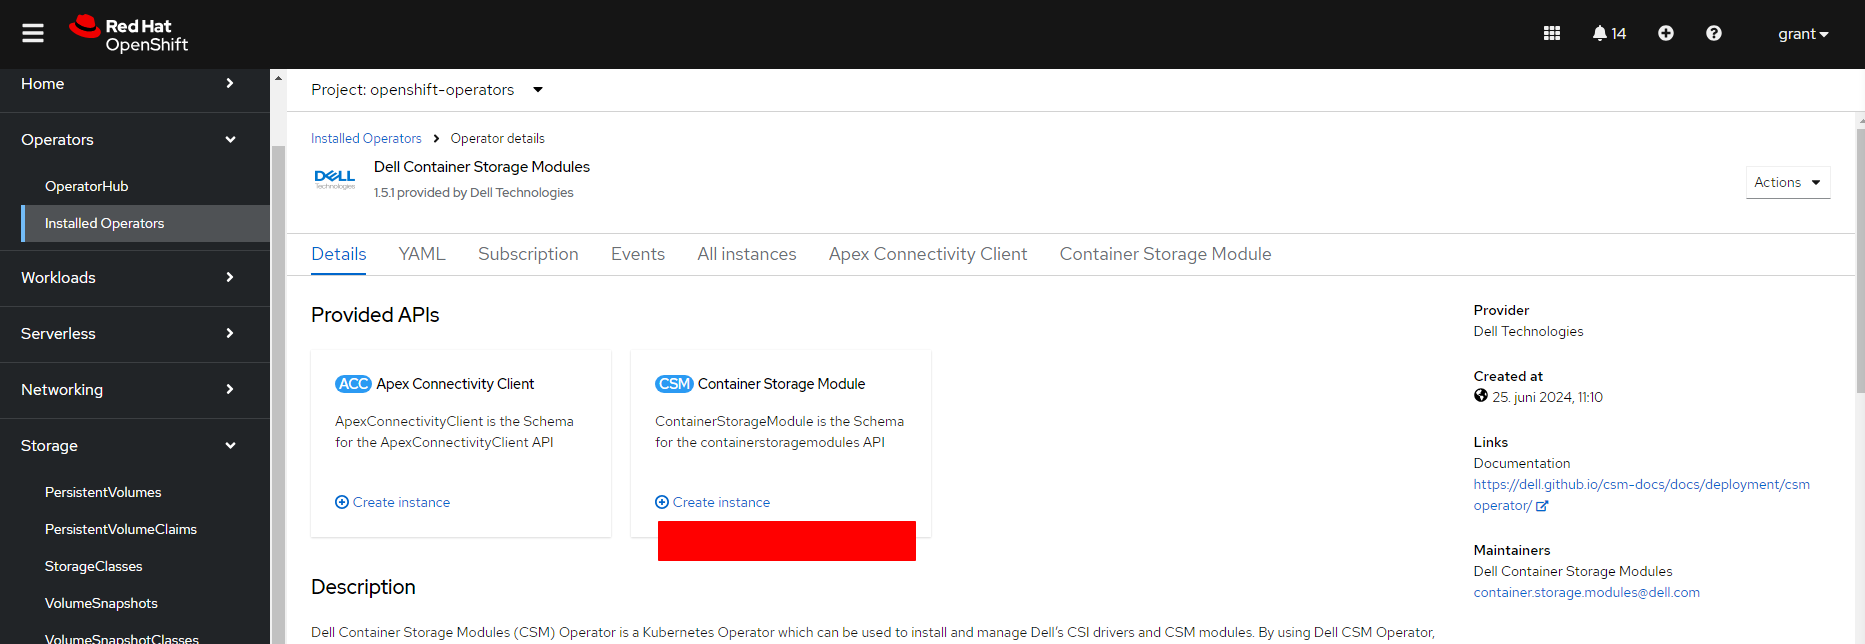 Red Hat
OpenShift
14
grant
Home
Operators
OperatorHub
Installed Operators
Workloads
Serverless
Networking
Storage
PersistentVolumes
PersistentVolumeClaims
StorageClasses
VolumeSnapshots
VolumeSnapshotClasses
Project: openshift-operators
Installed Operators > Operator details
DELL
Technologies
Dell Container Storage Modules
1.5.1 provided by Dell Technologies
Actions
Details YAML Subscription Events All instances Apex Connectivity Client Container Storage Module
Provided APIs
ACC Apex Connectivity Client
ApexConnectivityClient is the Schema
for the ApexConnectivityClient API
Create instance
CSM Container Storage Module
ContainerStorageModule is the Schema
for the containerstoragemodules API
Create instance
Description
Dell Container Storage Modules (CSM) Operator is a Kubernetes Operator which can be used to install and manage Dell's CSI drivers and CSM modules. By using Dell CSM Operator,
Provider
Dell Technologies
Created at
25. juni 2024, 11:10
Links
Documentation
https://dell.github.io/csm-docs/docs/deployment/csm
operator/
Maintainers
Dell Container Storage Modules
container.storage.modules@dell.com